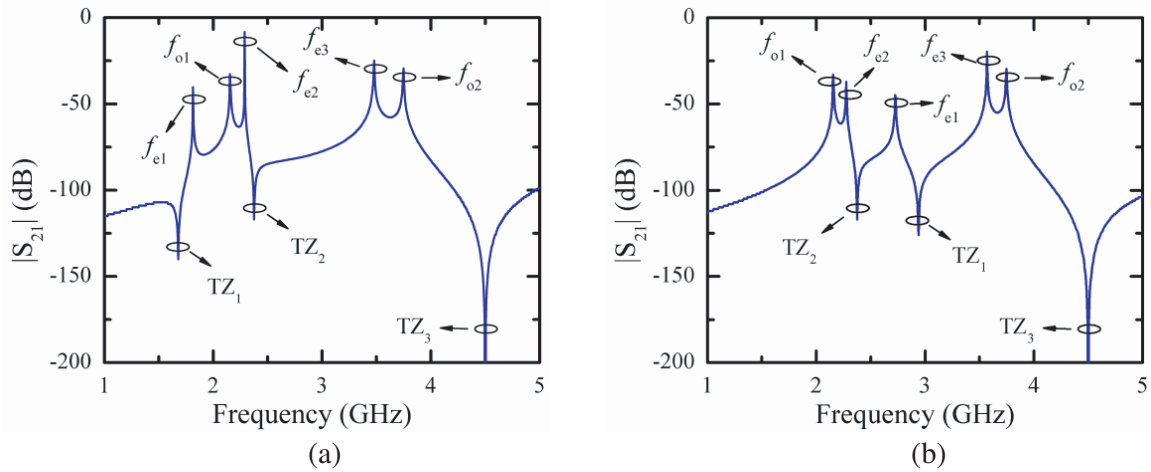 0
-50
-100
-150
-200
|S₂₁| (dB)
fₒ₁
fₑ₃
fₒ₂
fₑ₂
fₑ₁
TZ₂
TZ₁
TZ₃
1 2 3 4 5
Frequency (GHz)
(a)
0
-50
-100
-150
-200
|S₂₁| (dB)
fₒ₁
fₑ₂
fₑ₃
fₒ₂
fₑ₁
TZ₂
TZ₁
TZ₃
1 2 3 4 5
Frequency (GHz)
(b)